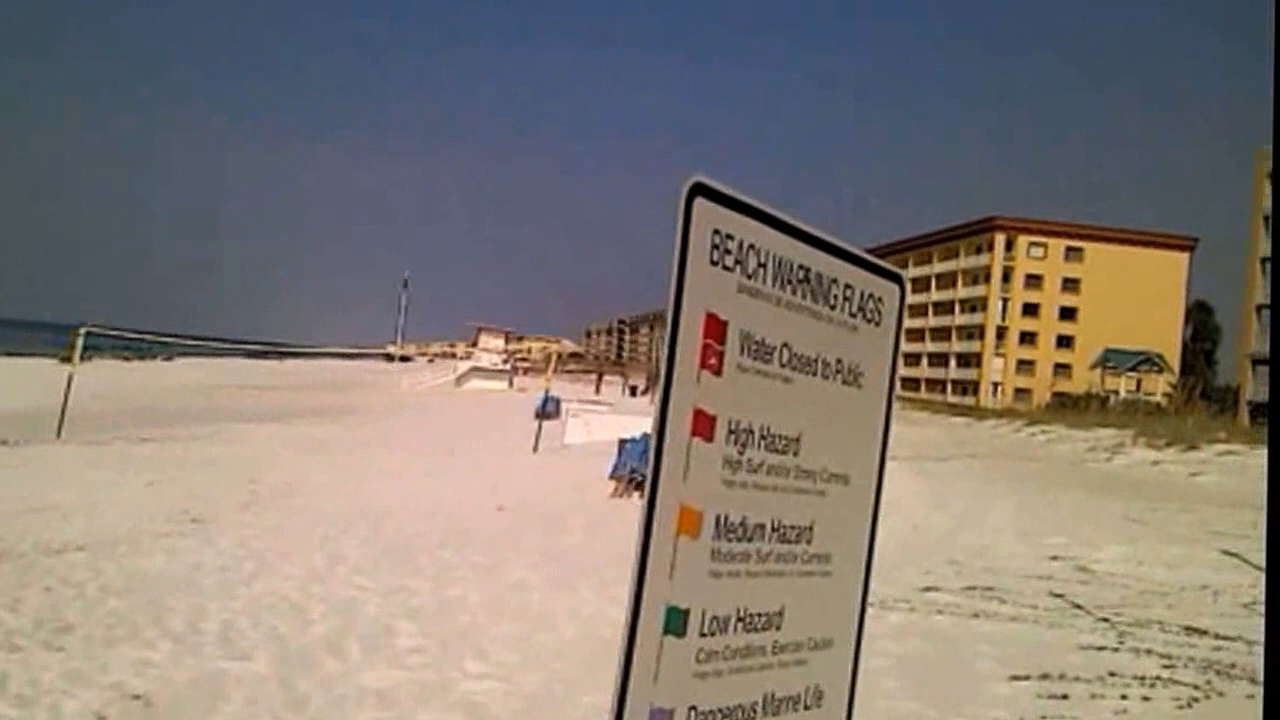 BEACH WARNING FLAGS
Water Closed to Public
High Hazard
High Surf and/or Strong Currents
Medium Hazard
Moderate Surf and/or Currents
Low Hazard
Calm Conditions, Exercise Caution
Dangerous Marine Life